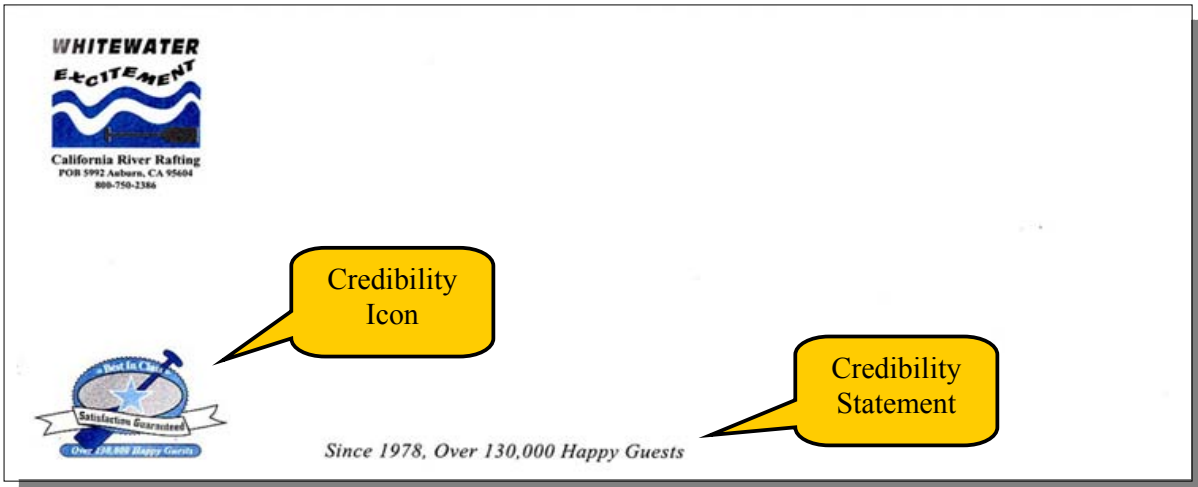 WHITEWATER
EXCITEMENT
California River Rafting
POB 5992 Auburn, CA 95604
800-750-2386
Credibility
Icon
Best In Class
Satisfaction Guaranteed
Over 130,000 Happy Guests
Credibility
Statement
Since 1978, Over 130,000 Happy Guests